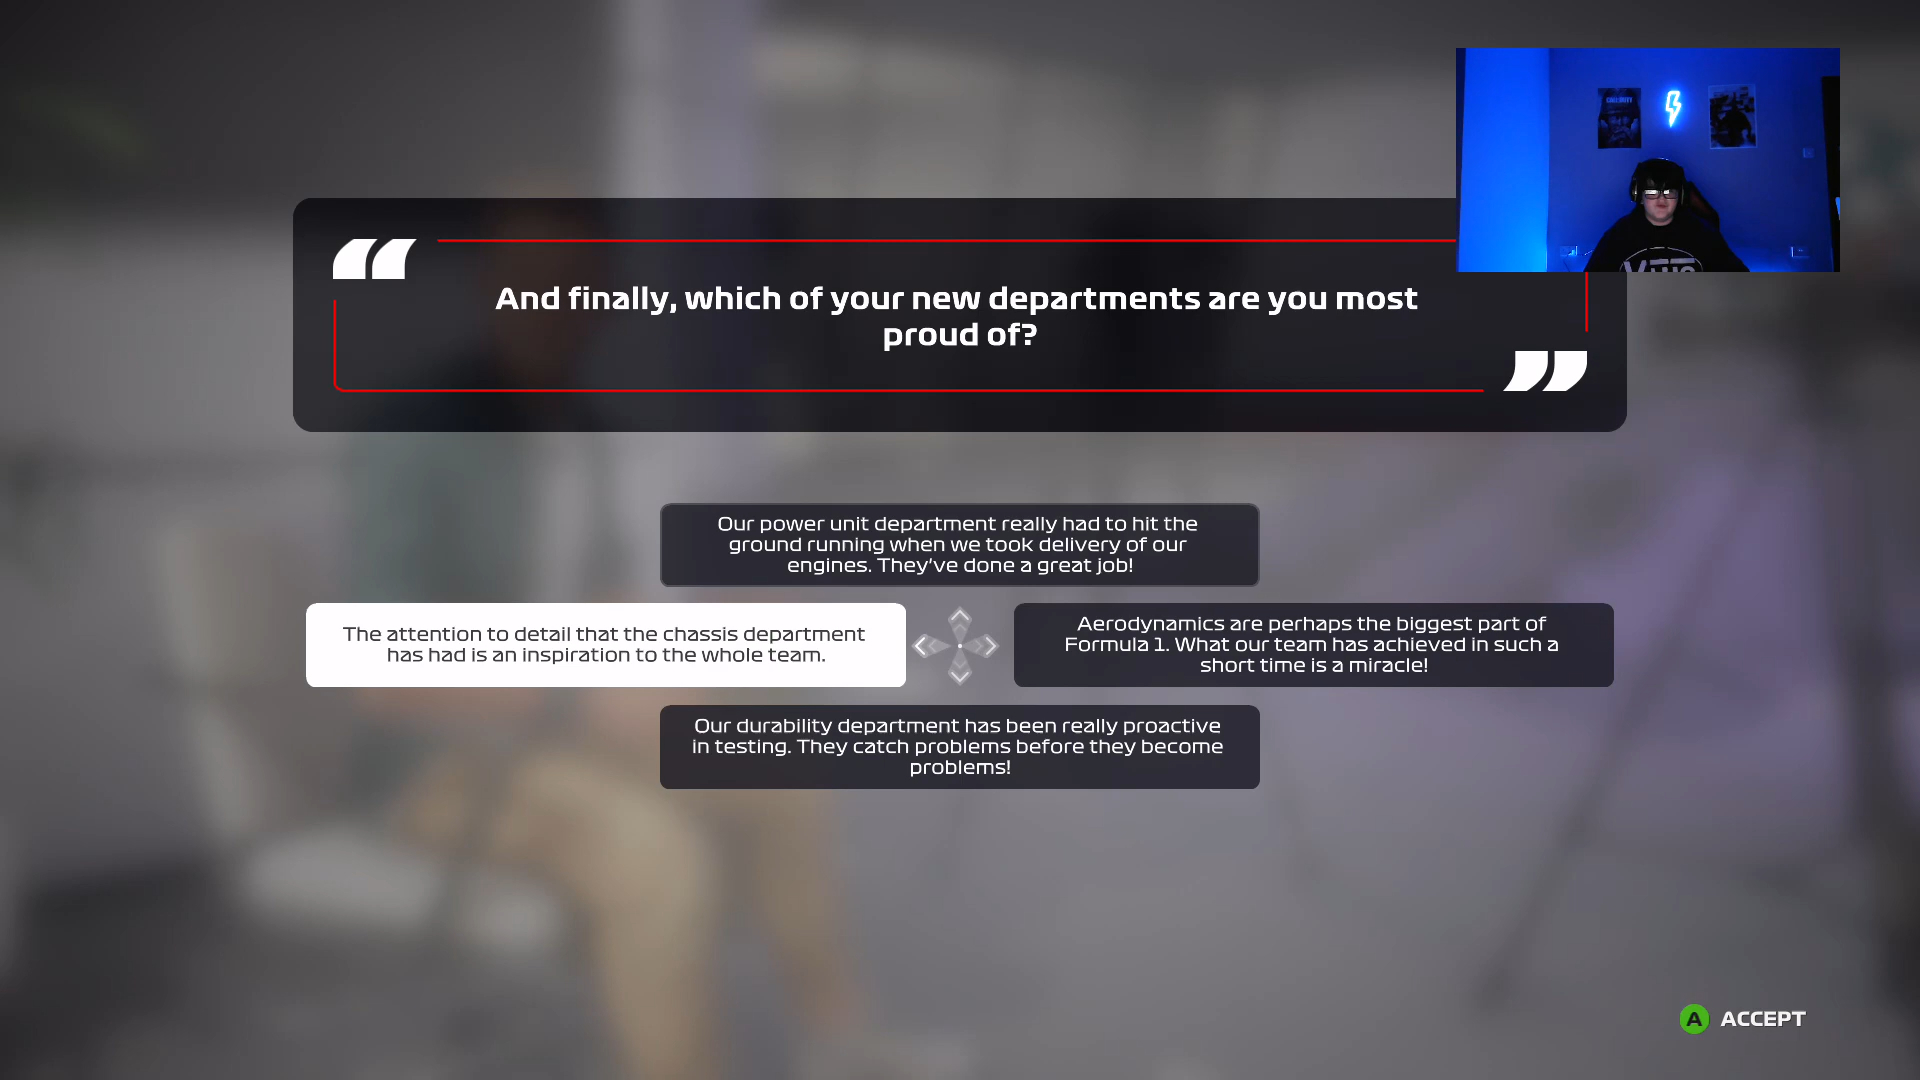 And finally, which of your new departments are you most
proud of?
Our power unit department really had to hit the
ground running when we took delivery of our
engines. They've done a great job!
The attention to detail that the chassis department
has had is an inspiration to the whole team.
Aerodynamics are perhaps the biggest part of
Formula 1. What our team has achieved in such a
short time is a miracle!
Our durability department has been really proactive
in testing. They catch problems before they become
problems!
A ACCEPT